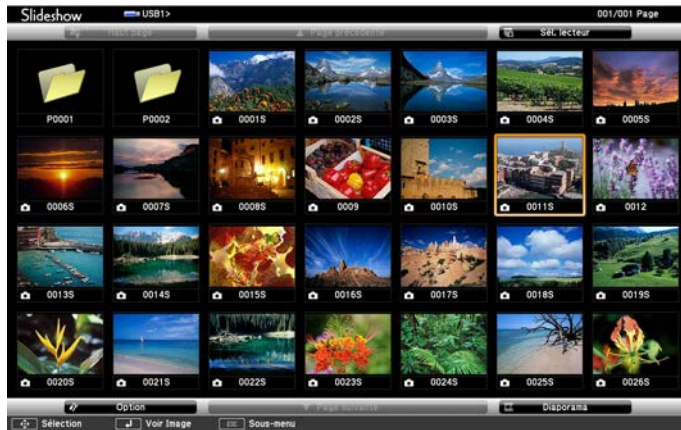 Slideshow USB1> 001/001 Page
Haut page Page précédente Sél. lecteur
P0001 P0002 0001S 0002S 0003S 0004S 0005S
0006S 0007S 0008S 0009 0010S 0011S 0012
0013S 0014S 0015S 0016S 0017S 0018S 0019S
0020S 0021S 0022S 0023S 0024S 0025S 0026S
Option Page suivante Diaporama
Sélection Voir Image Esc Sous-menu